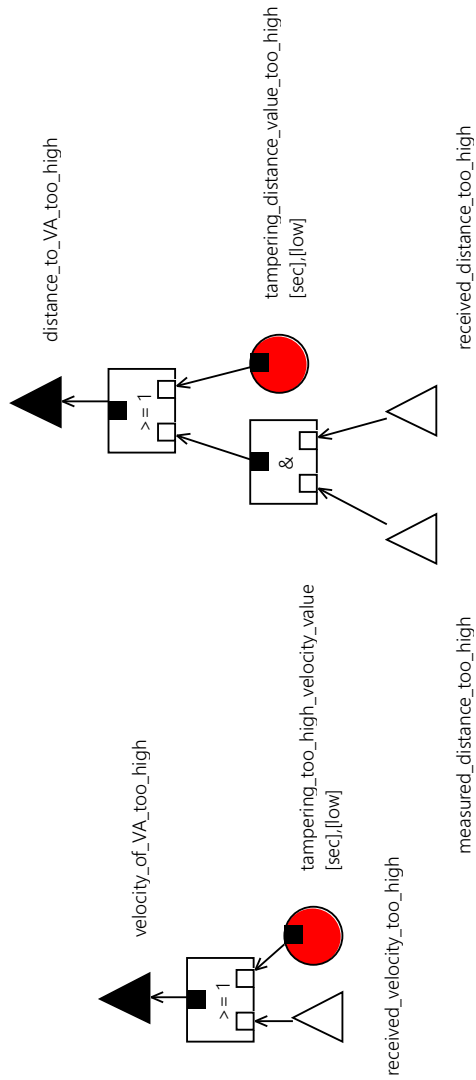 velocity_of_VA_too_high
>= 1
tampering_too_high_velocity_value
[sec],[low]
received_velocity_too_high
distance_to_VA_too_high
>= 1
tampering_distance_value_too_high
[sec],[low]
&
measured_distance_too_high
received_distance_too_high